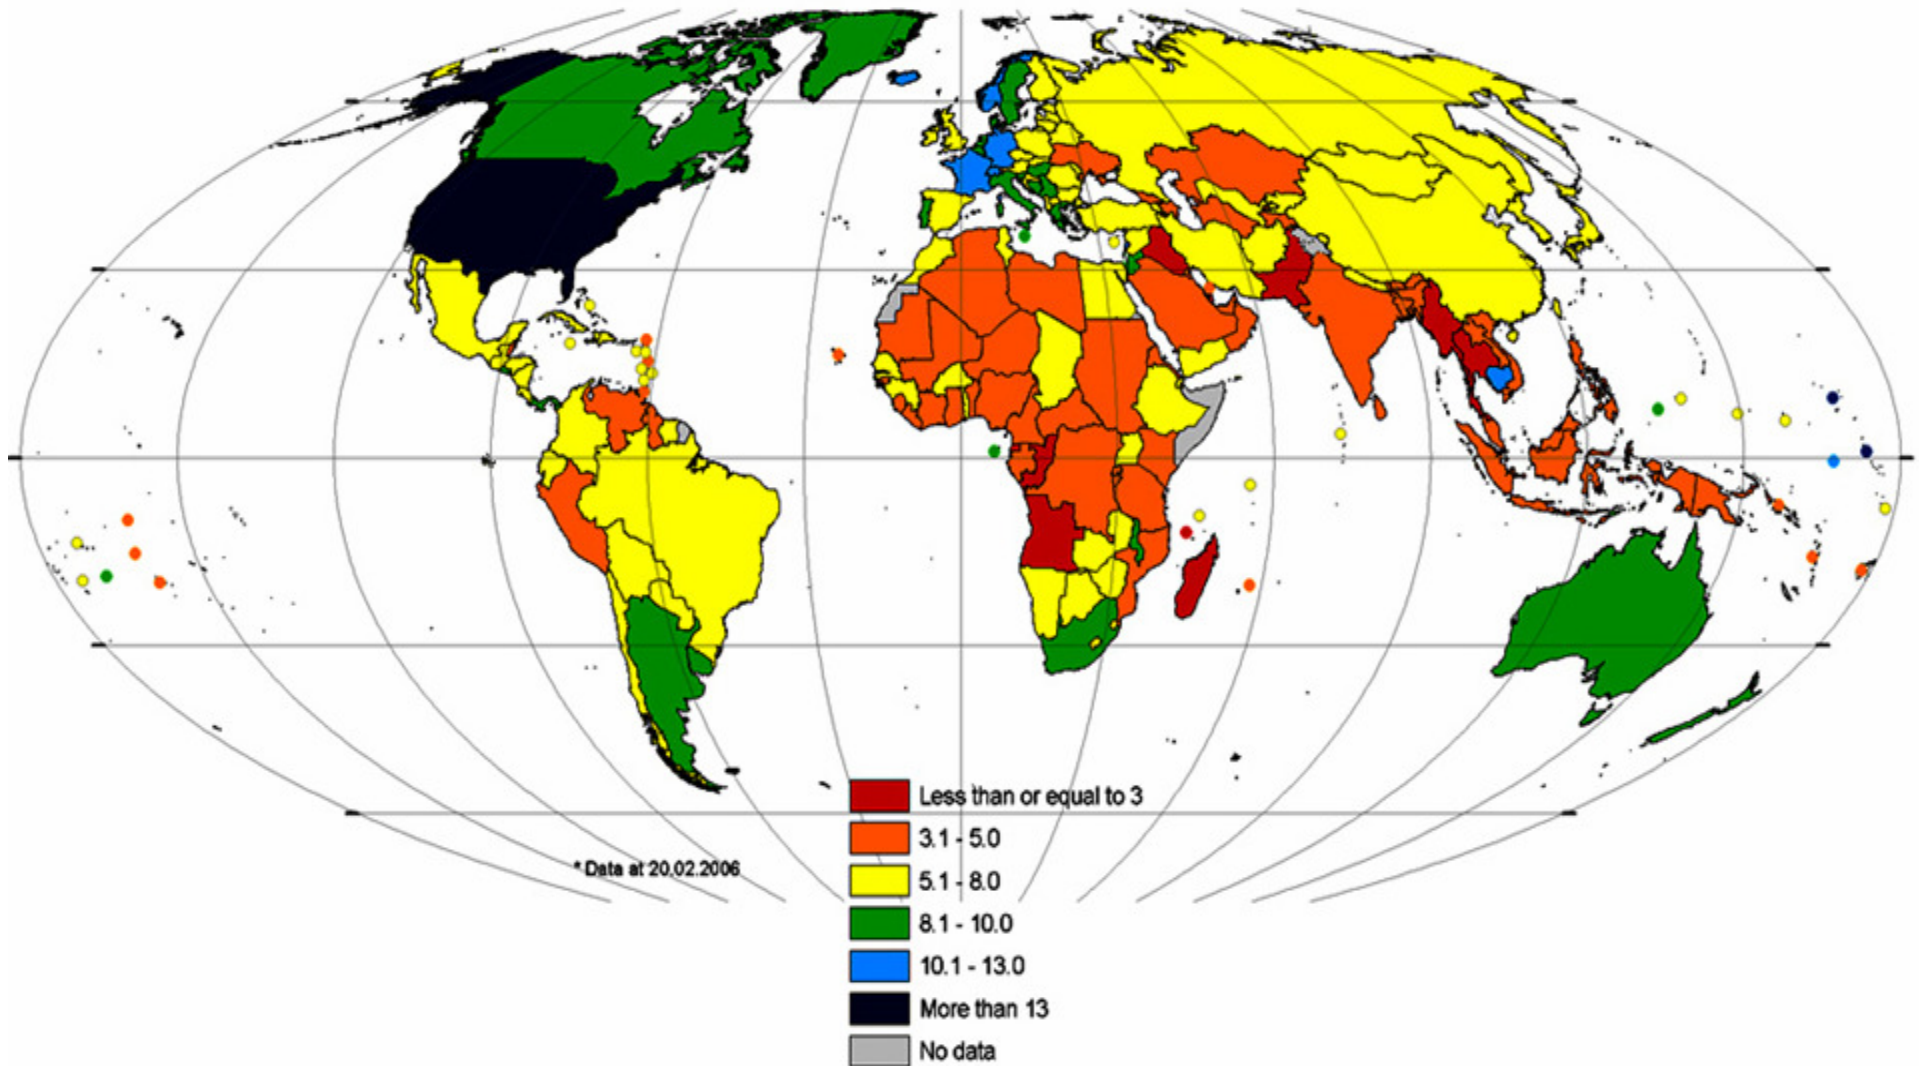 * Data at 20.02.2006
Less than or equal to 3
3.1 - 5.0
5.1 - 8.0
8.1 - 10.0
10.1 - 13.0
More than 13
No data